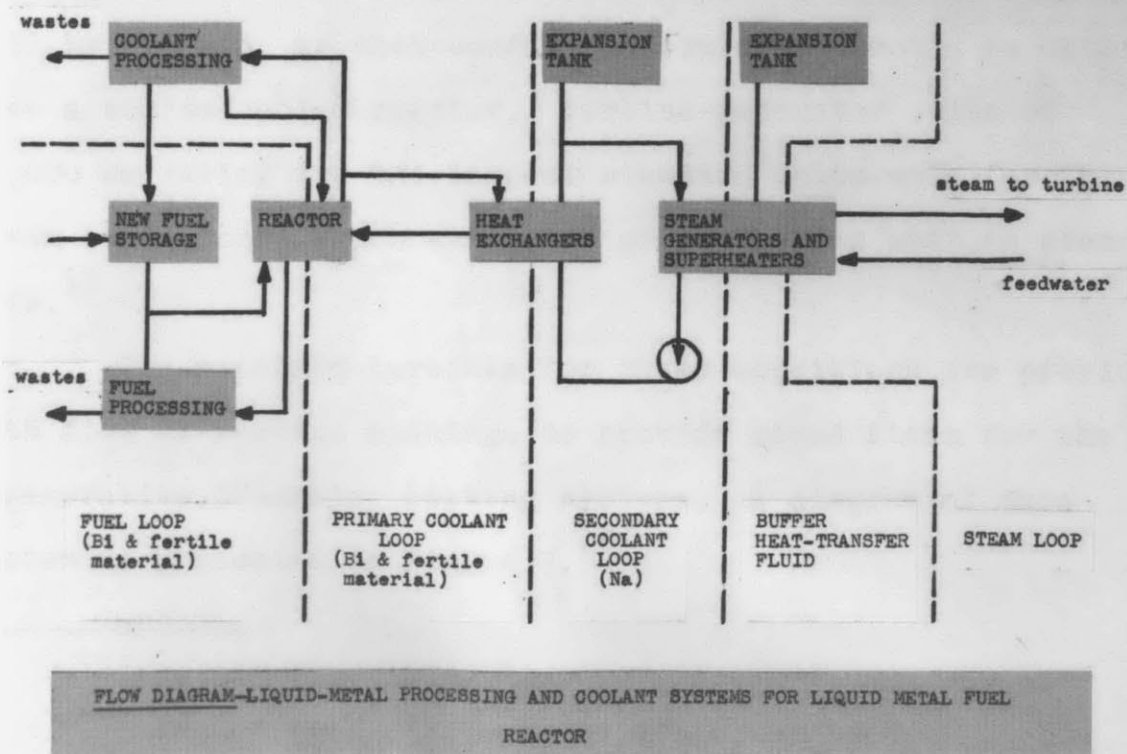 wastes
COOLANT
PROCESSING
EXPANSION
TANK
EXPANSION
TANK
NEW FUEL
STORAGE
REACTOR
HEAT
EXCHANGERS
STEAM
GENERATORS AND
SUPERHEATERS
steam to turbine
feedwater
wastes
FUEL
PROCESSING
FUEL LOOP
(Bi & fertile
material)
PRIMARY COOLANT
LOOP
(Bi & fertile
material)
SECONDARY
COOLANT
LOOP
(Na)
BUFFER
HEAT-TRANSFER
FLUID
STEAM LOOP
FLOW DIAGRAM-LIQUID-METAL PROCESSING AND COOLANT SYSTEMS FOR LIQUID METAL FUEL
REACTOR